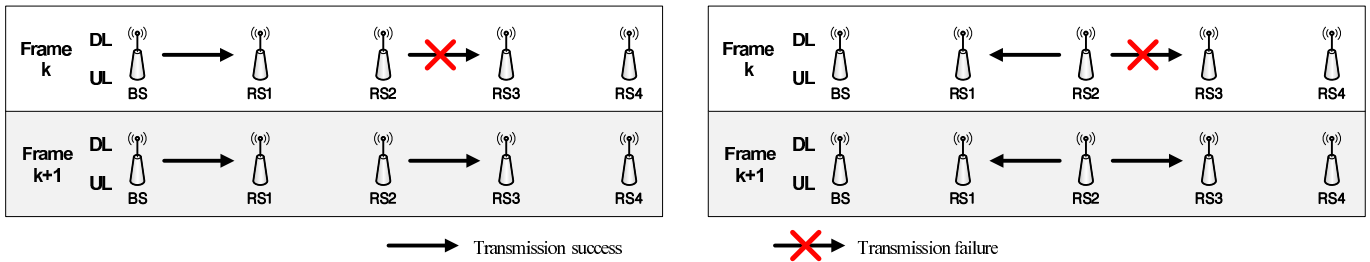 Frame k DL UL BS RS1 RS2 RS3 RS4
Frame k+1 DL UL BS RS1 RS2 RS3 RS4
Frame k DL UL BS RS1 RS2 RS3 RS4
Frame k+1 DL UL BS RS1 RS2 RS3 RS4
Transmission success
Transmission failure